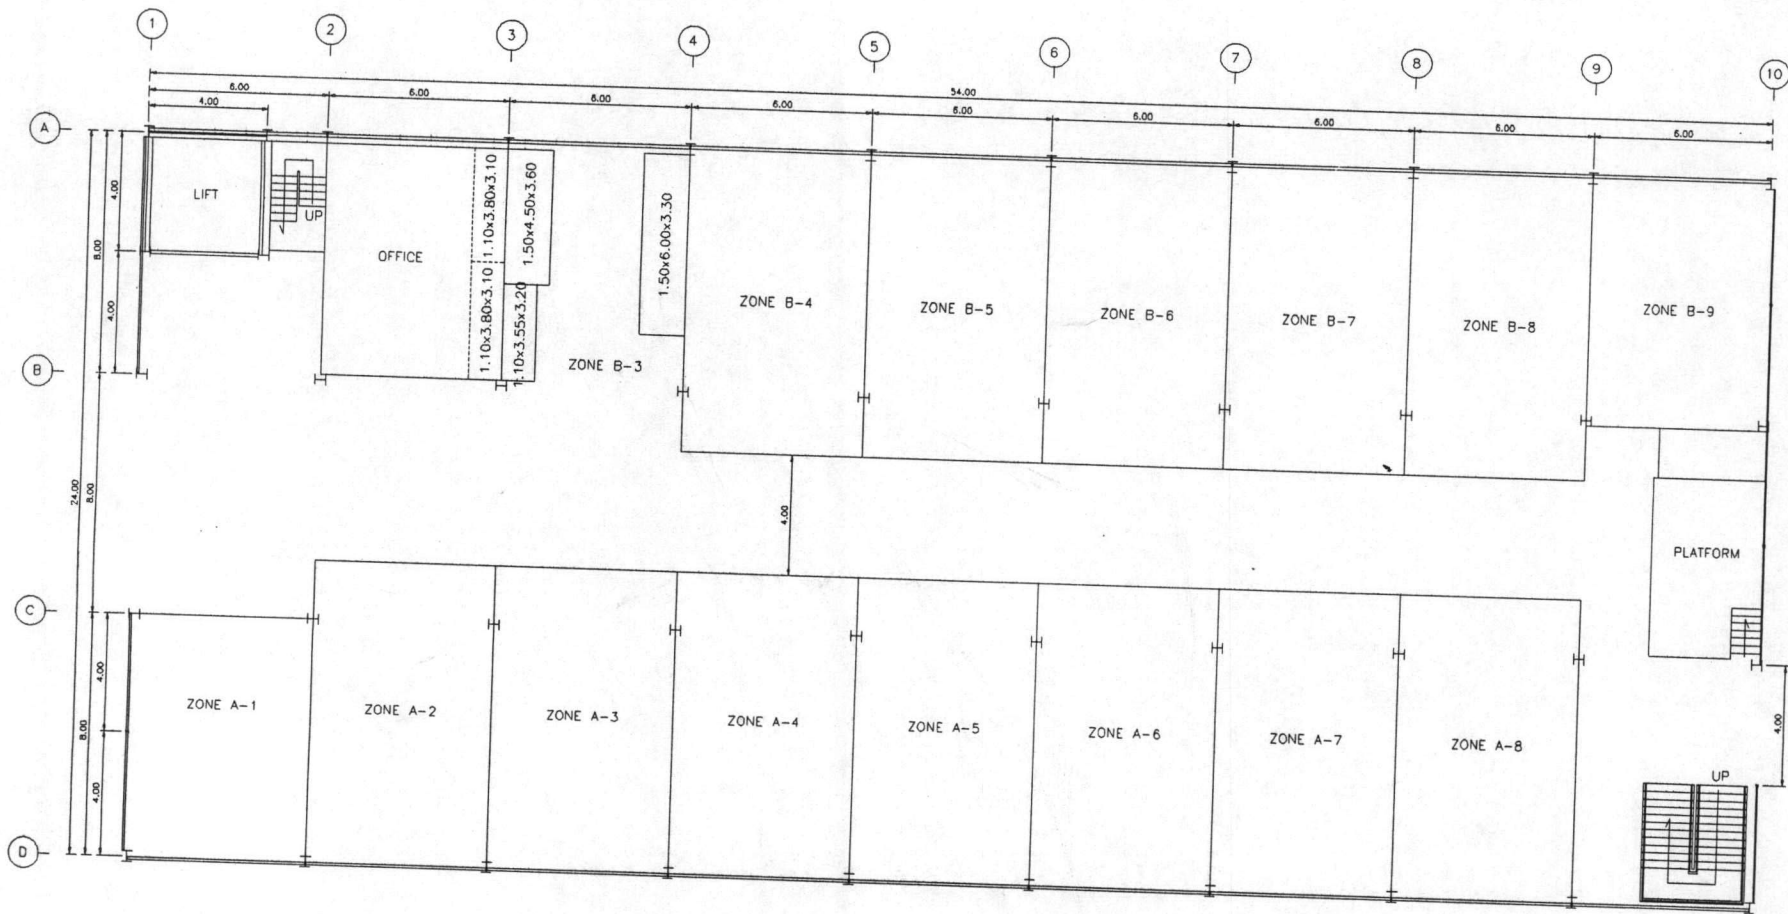 1
2
3
4
5
6
7
8
9
10
54.00
6.00
6.00
6.00
6.00
6.00
6.00
6.00
6.00
6.00
4.00
A
B
C
D
24.00
8.00
8.00
8.00
4.00
4.00
4.00
4.00
LIFT
UP
OFFICE
1.10x3.80x3.10
1.10x3.80x3.10
1.50x4.50x3.60
1.10x3.55x3.20
1.50x6.00x3.30
ZONE B-3
ZONE B-4
ZONE B-5
ZONE B-6
ZONE B-7
ZONE B-8
ZONE B-9
4.00
PLATFORM
ZONE A-1
ZONE A-2
ZONE A-3
ZONE A-4
ZONE A-5
ZONE A-6
ZONE A-7
ZONE A-8
UP
4.00